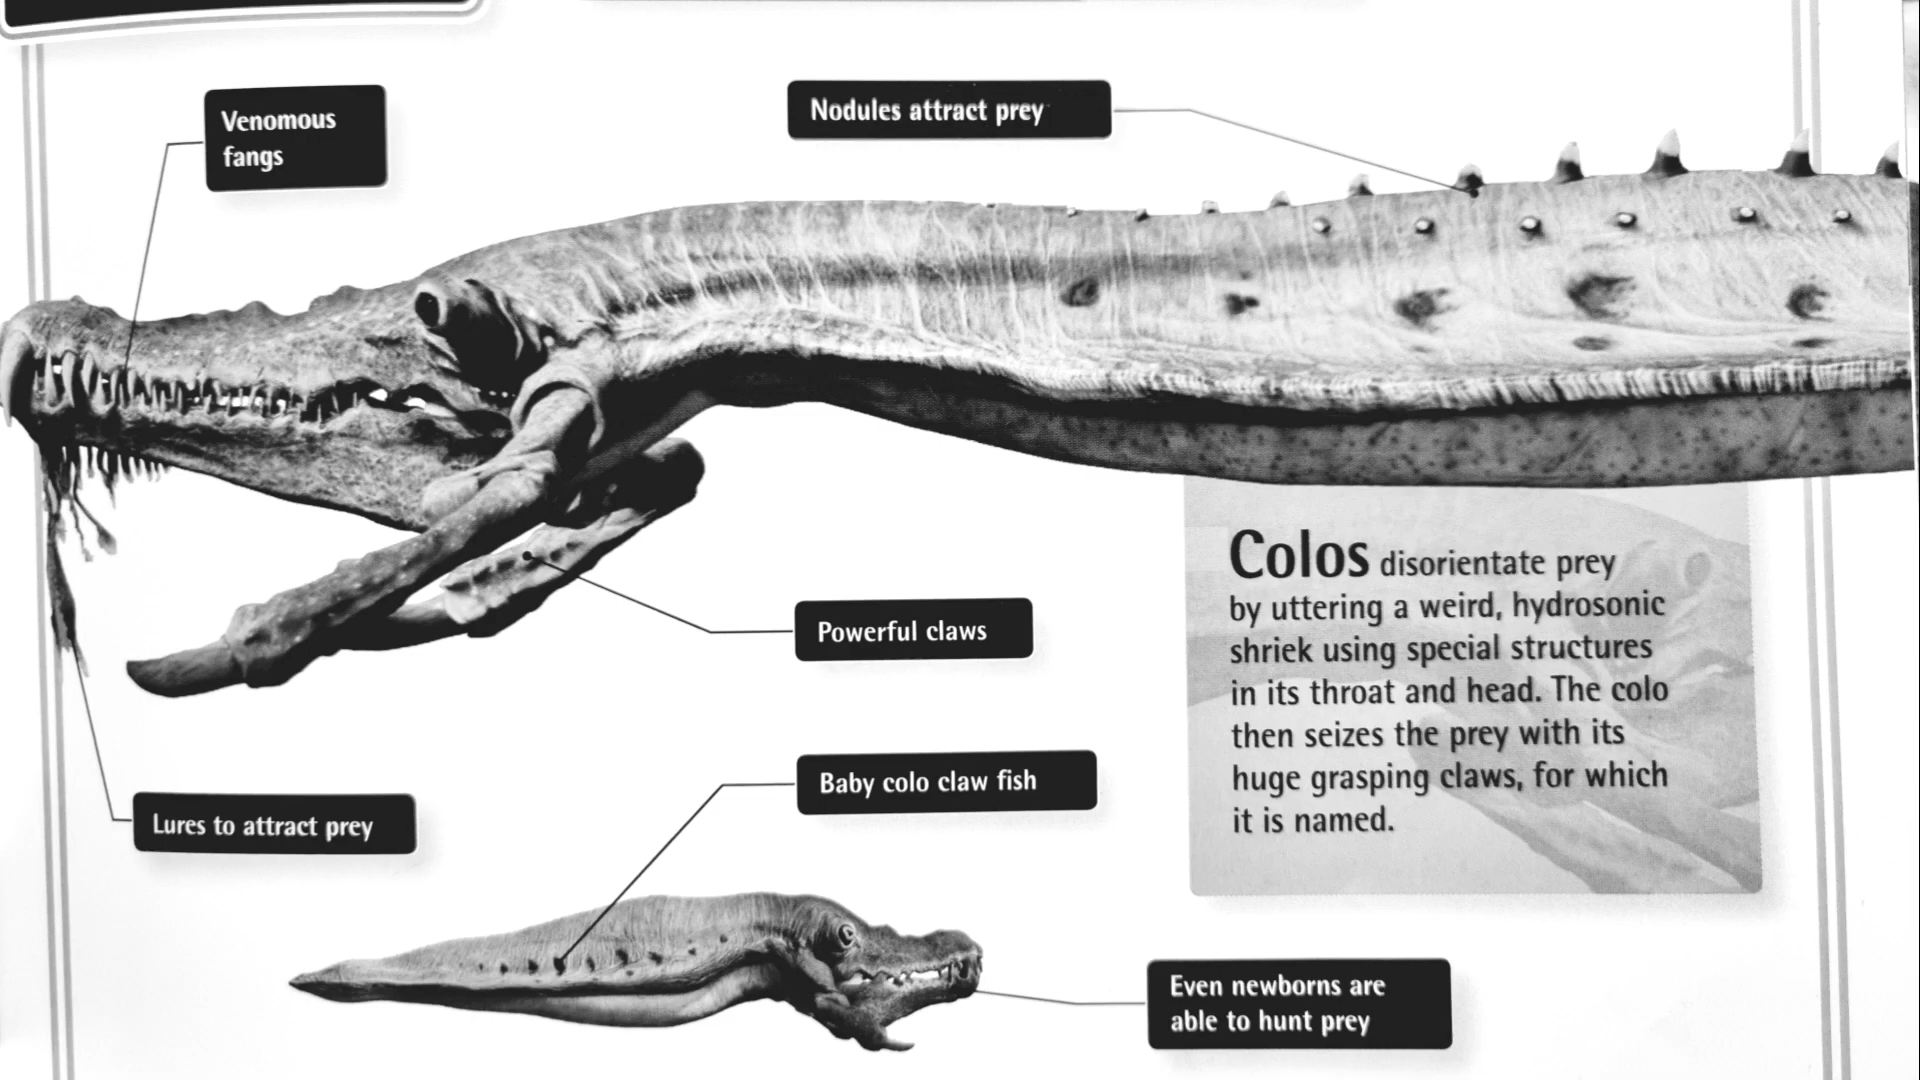 Venomous
fangs
Nodules attract prey
Powerful claws
Colos disorientate prey
by uttering a weird, hydrosonic
shriek using special structures
in its throat and head. The colo
then seizes the prey with its
huge grasping claws, for which
it is named.
Baby colo claw fish
Lures to attract prey
Even newborns are
able to hunt prey